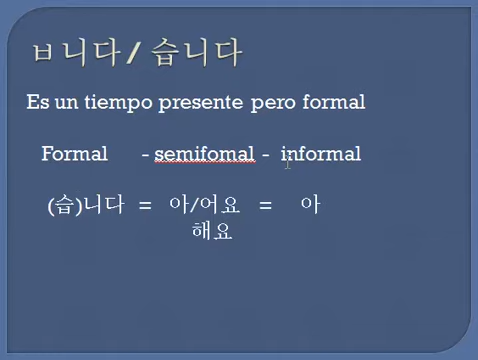 ㅂ니다 / 습니다
Es un tiempo presente pero formal
Formal - semifomal - informal
(습)니다 = 아/어요 = 아
해요